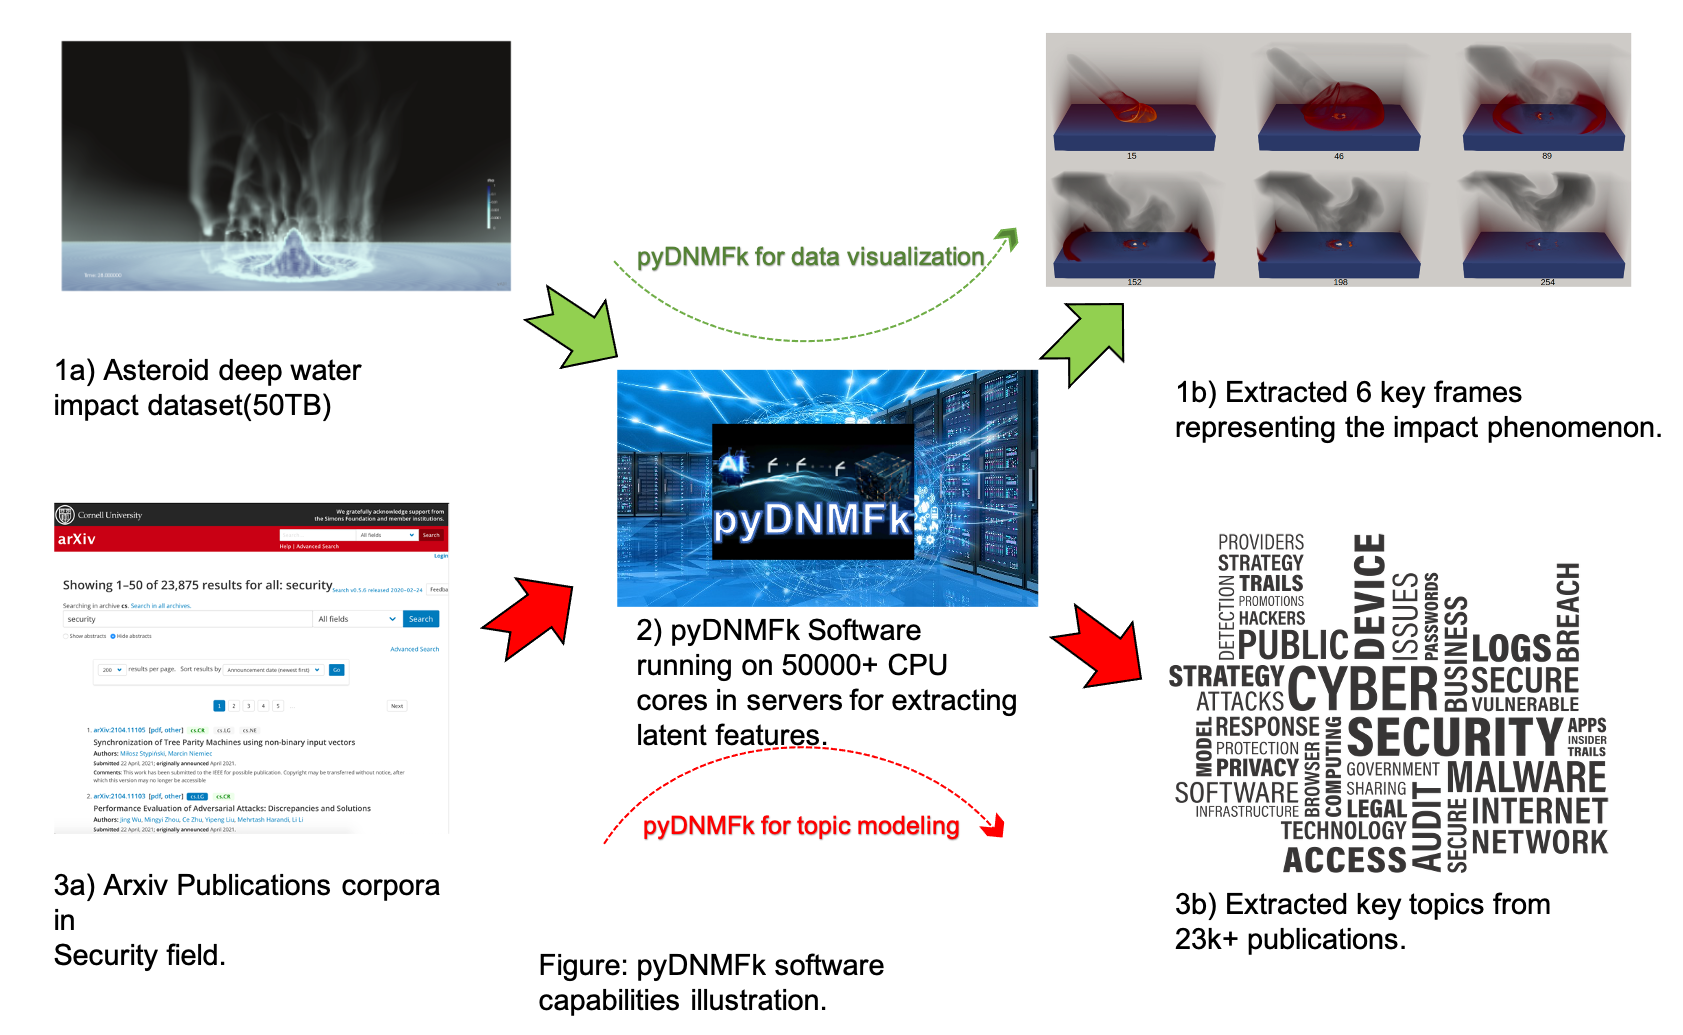 pyDNMFk for data visualization
15
46
89
152
198
254
1a) Asteroid deep water
impact dataset(50TB)
1b) Extracted 6 key frames
representing the impact phenomenon.
AI
pyDNMFk
2) pyDNMFk Software
running on 50000+ CPU
cores in servers for extracting
latent features.
pyDNMFk for topic modeling
Cornell University
We gratefully acknowledge support from
the Simons Foundation and member institutions.
arXiv
All fields
Search
Help | Advanced Search
Login
Showing 1–50 of 23,875 results for all: security
Search v0.5.6 released 2020-02-24
Feedba
Searching in archive cs. Search in all archives.
security
All fields
Search
Show abstracts
Hide abstracts
Advanced Search
200
results per page.
Sort results by
Announcement date (newest first)
Go
1
2
3
4
5
...
Next
1. arXiv:2104.11105 [pdf, other] cs.CR cs.LG cs.NE
Synchronization of Tree Parity Machines using non-binary input vectors
Authors: Miłosz Stypiński, Marcin Niemiec
Submitted 22 April, 2021; originally announced April 2021.
Comments: This work has been submitted to the IEEE for possible publication. Copyright may be transferred without notice, after
which this version may no longer be accessible
2. arXiv:2104.11103 [pdf, other] cs.LG cs.CR
Performance Evaluation of Adversarial Attacks: Discrepancies and Solutions
Authors: Jing Wu, Mingyi Zhou, Ce Zhu, Yipeng Liu, Mehrtash Harandi, Li Li
Submitted 22 April, 2021; originally announced April 2021.
3a) Arxiv Publications corpora
in
Security field.
PROVIDERS
STRATEGY
TRAILS
PROMOTIONS
HACKERS
DETECTION
PUBLIC
DEVICE
ISSUES
PASSWORDS
BUSINESS
LOGS
BREACH
STRATEGY
ATTACKS
CYBER
SECURE
VULNERABLE
MODEL
RESPONSE
PROTECTION
PRIVACY
BROWSER
COMPUTING
SECURITY
APPS
INSIDER
TRAILS
GOVERNMENT
SHARING
LEGAL
MALWARE
SOFTWARE
INFRASTRUCTURE
TECHNOLOGY
AUDIT
SECURE
INTERNET
NETWORK
ACCESS
3b) Extracted key topics from
23k+ publications.
Figure: pyDNMFk software
capabilities illustration.